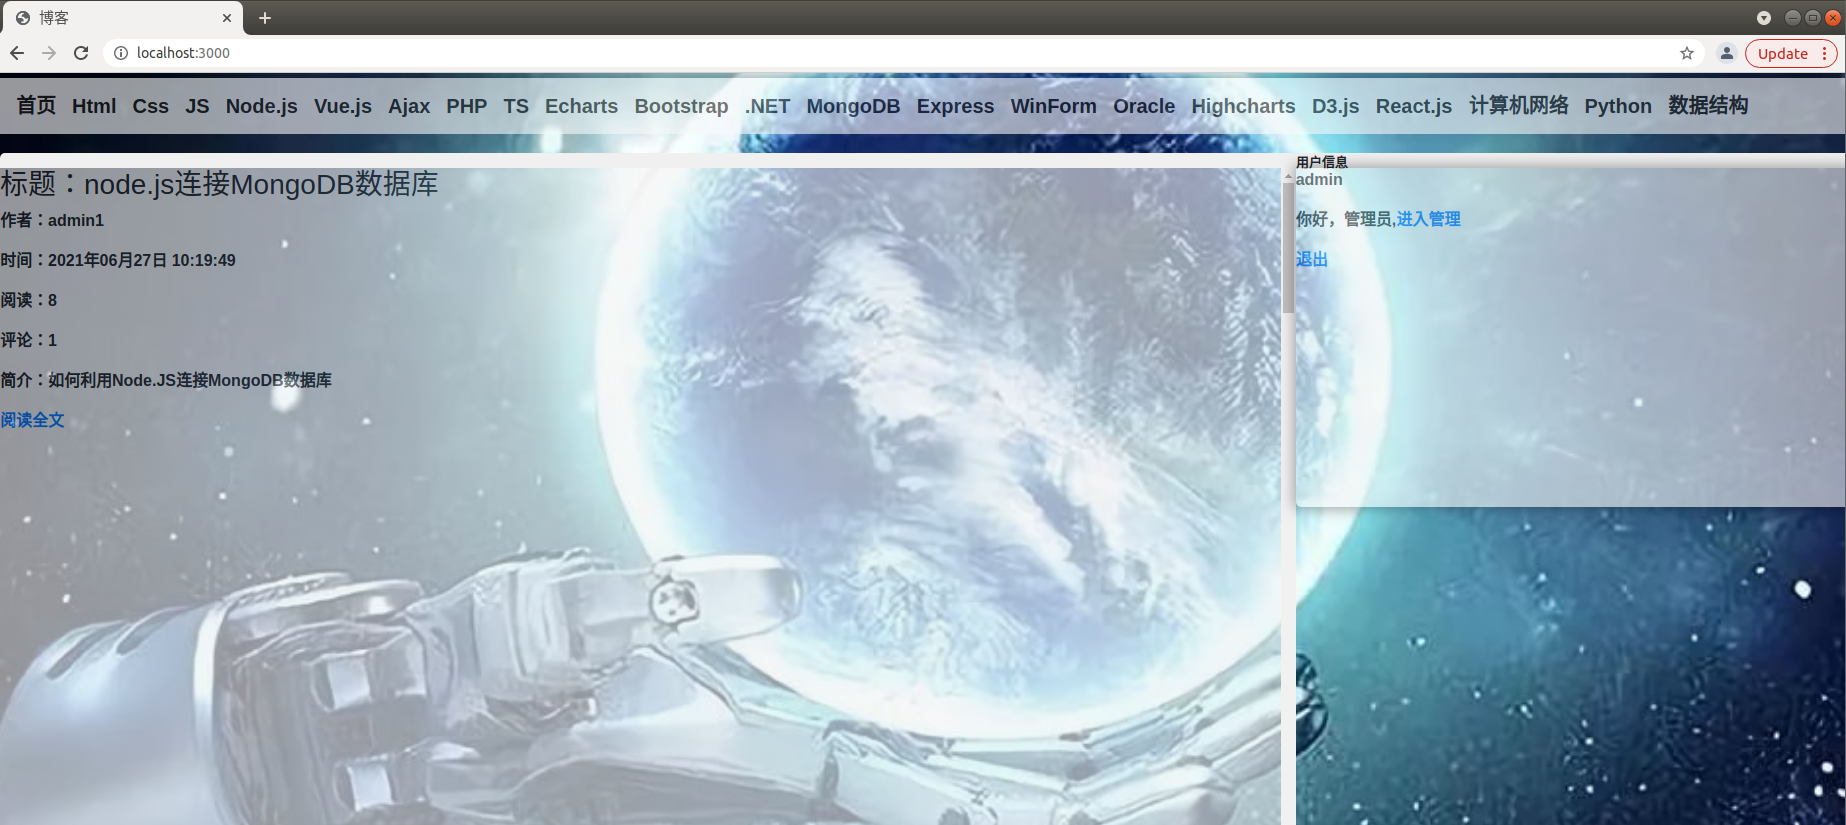 博客
localhost:3000
Update
首页 Html Css JS Node.js Vue.js Ajax PHP TS Echarts Bootstrap .NET MongoDB Express WinForm Oracle Highcharts D3.js React.js 计算机网络 Python 数据结构
标题：node.js连接MongoDB数据库
作者：admin1
时间：2021年06月27日 10:19:49
阅读：8
评论：1
简介：如何利用Node.JS连接MongoDB数据库
阅读全文
用户信息
admin
你好，管理员,进入管理
退出